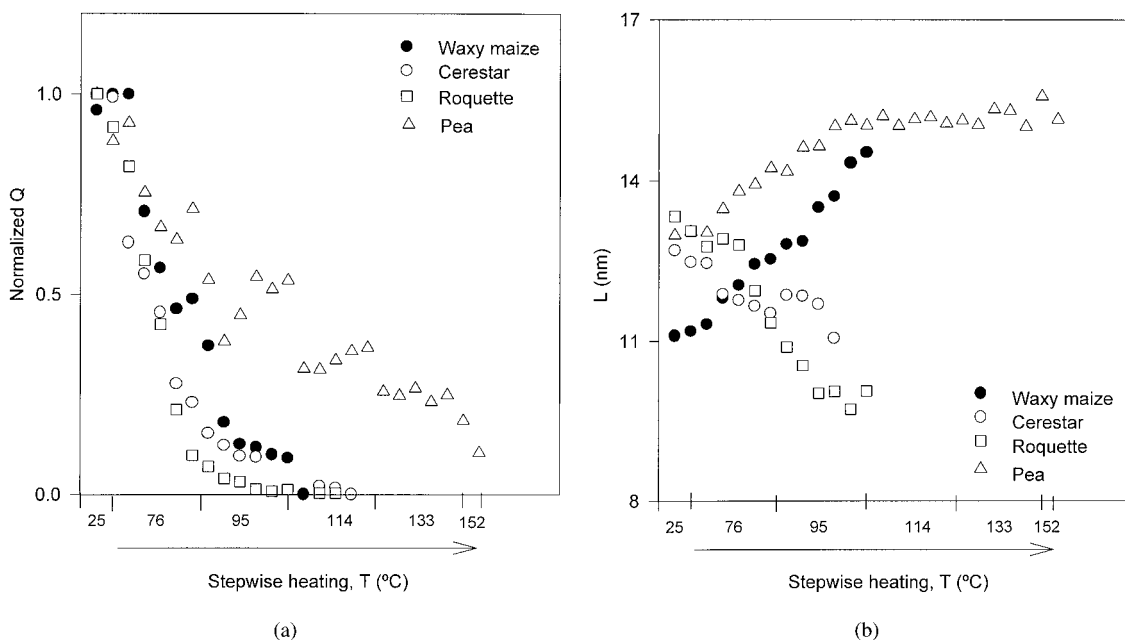 Waxy maize
Cerestar
Roquette
Pea
1.0
0.5
0.0
Normalized Q
25 76 95 114 133 152
Stepwise heating, T (ºC)
(a)
17
14
11
8
L (nm)
Waxy maize
Cerestar
Roquette
Pea
25 76 95 114 133 152
Stepwise heating, T (ºC)
(b)